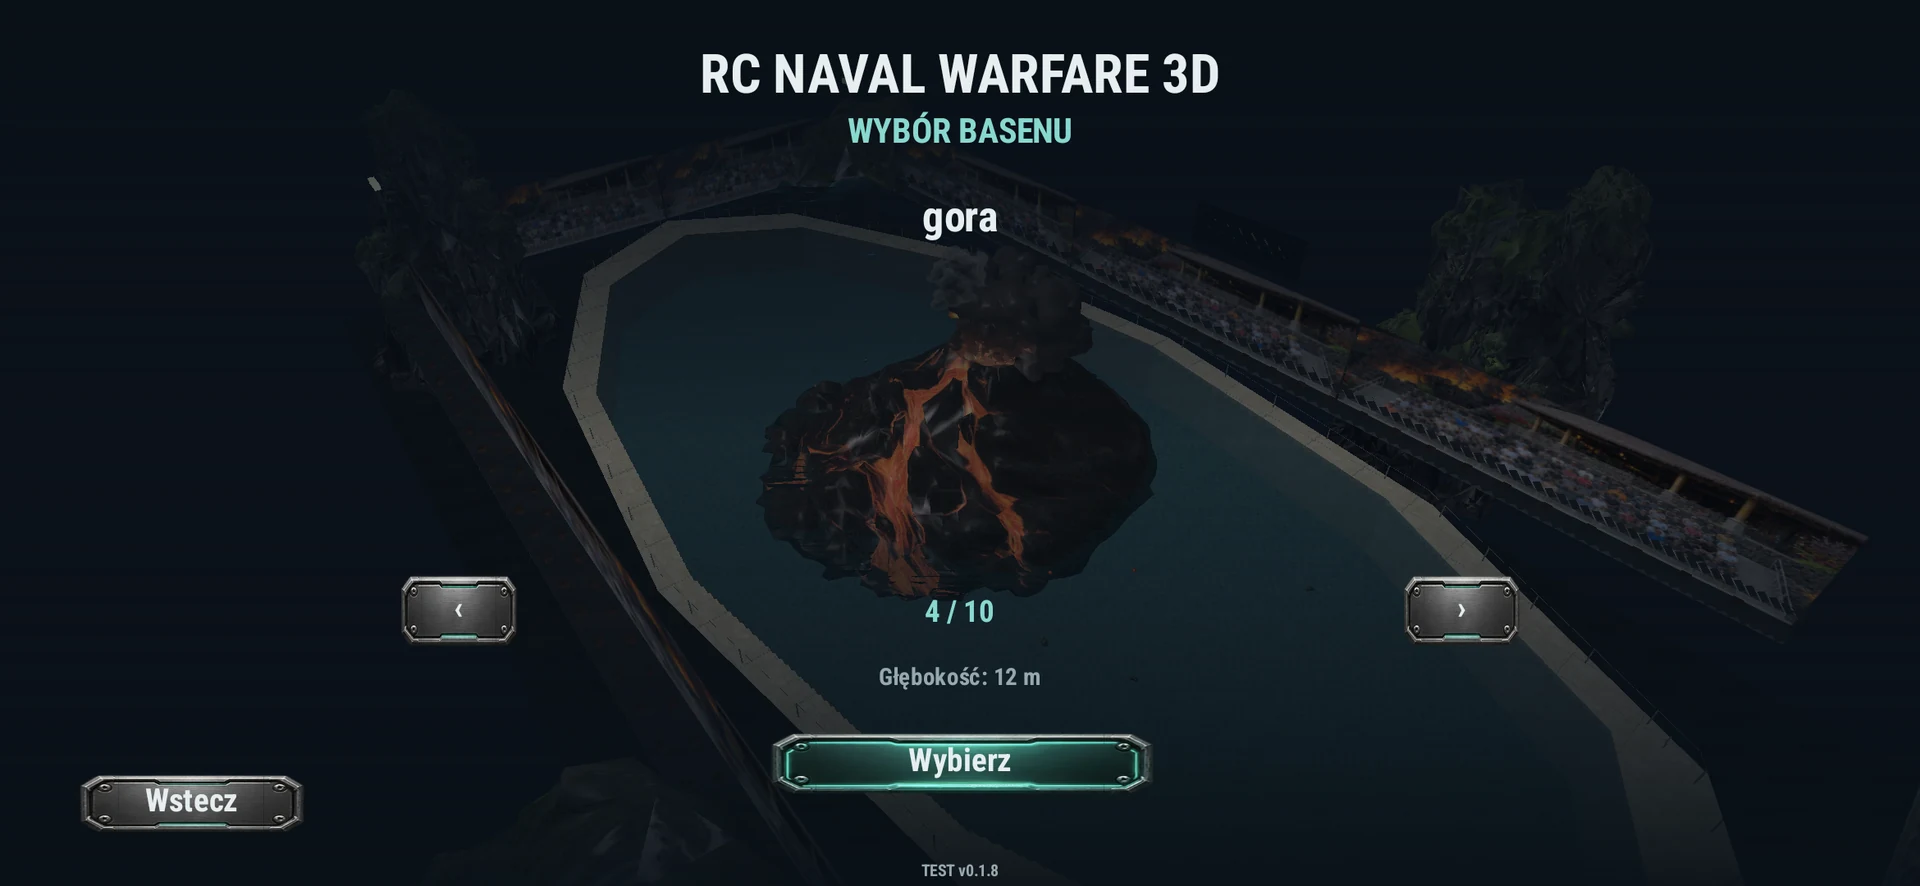 RC NAVAL WARFARE 3D
WYBÓR BASENU
gora
‹
›
4 / 10
Głębokość: 12 m
Wybierz
Wstecz
TEST v0.1.8